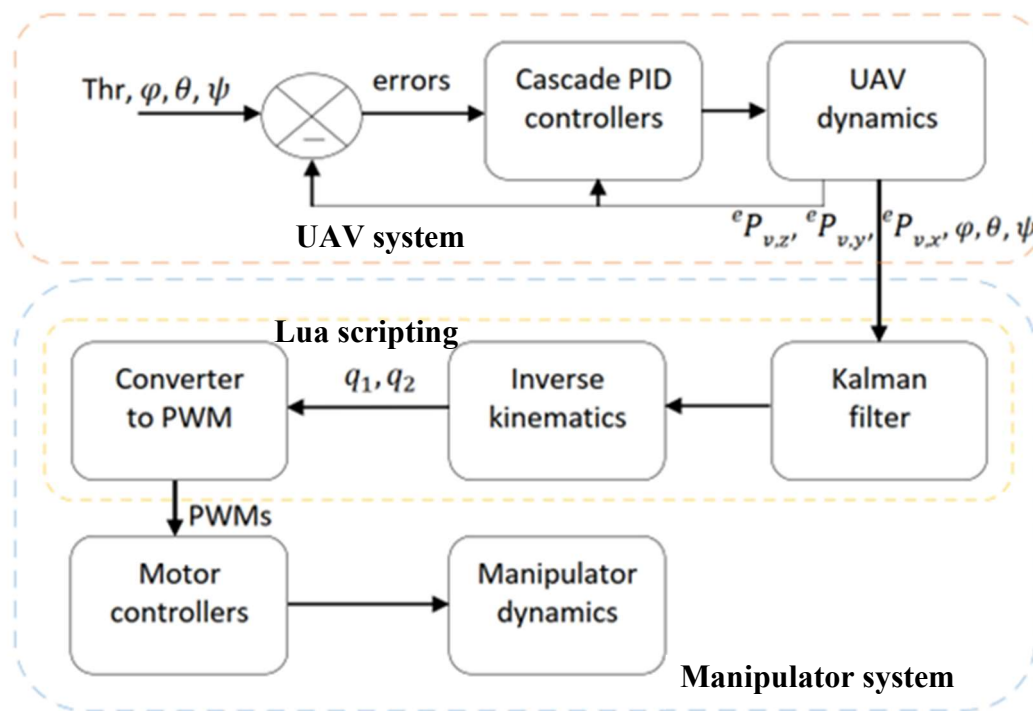 Thr, φ, θ, ψ
errors
Cascade PID
controllers
UAV
dynamics
−
UAV system
ᵉP_{v,z}, ᵉP_{v,y}, ᵉP_{v,x}, φ, θ, ψ
Lua scripting
Converter
to PWM
q₁, q₂
Inverse
kinematics
Kalman
filter
PWMs
Motor
controllers
Manipulator
dynamics
Manipulator system